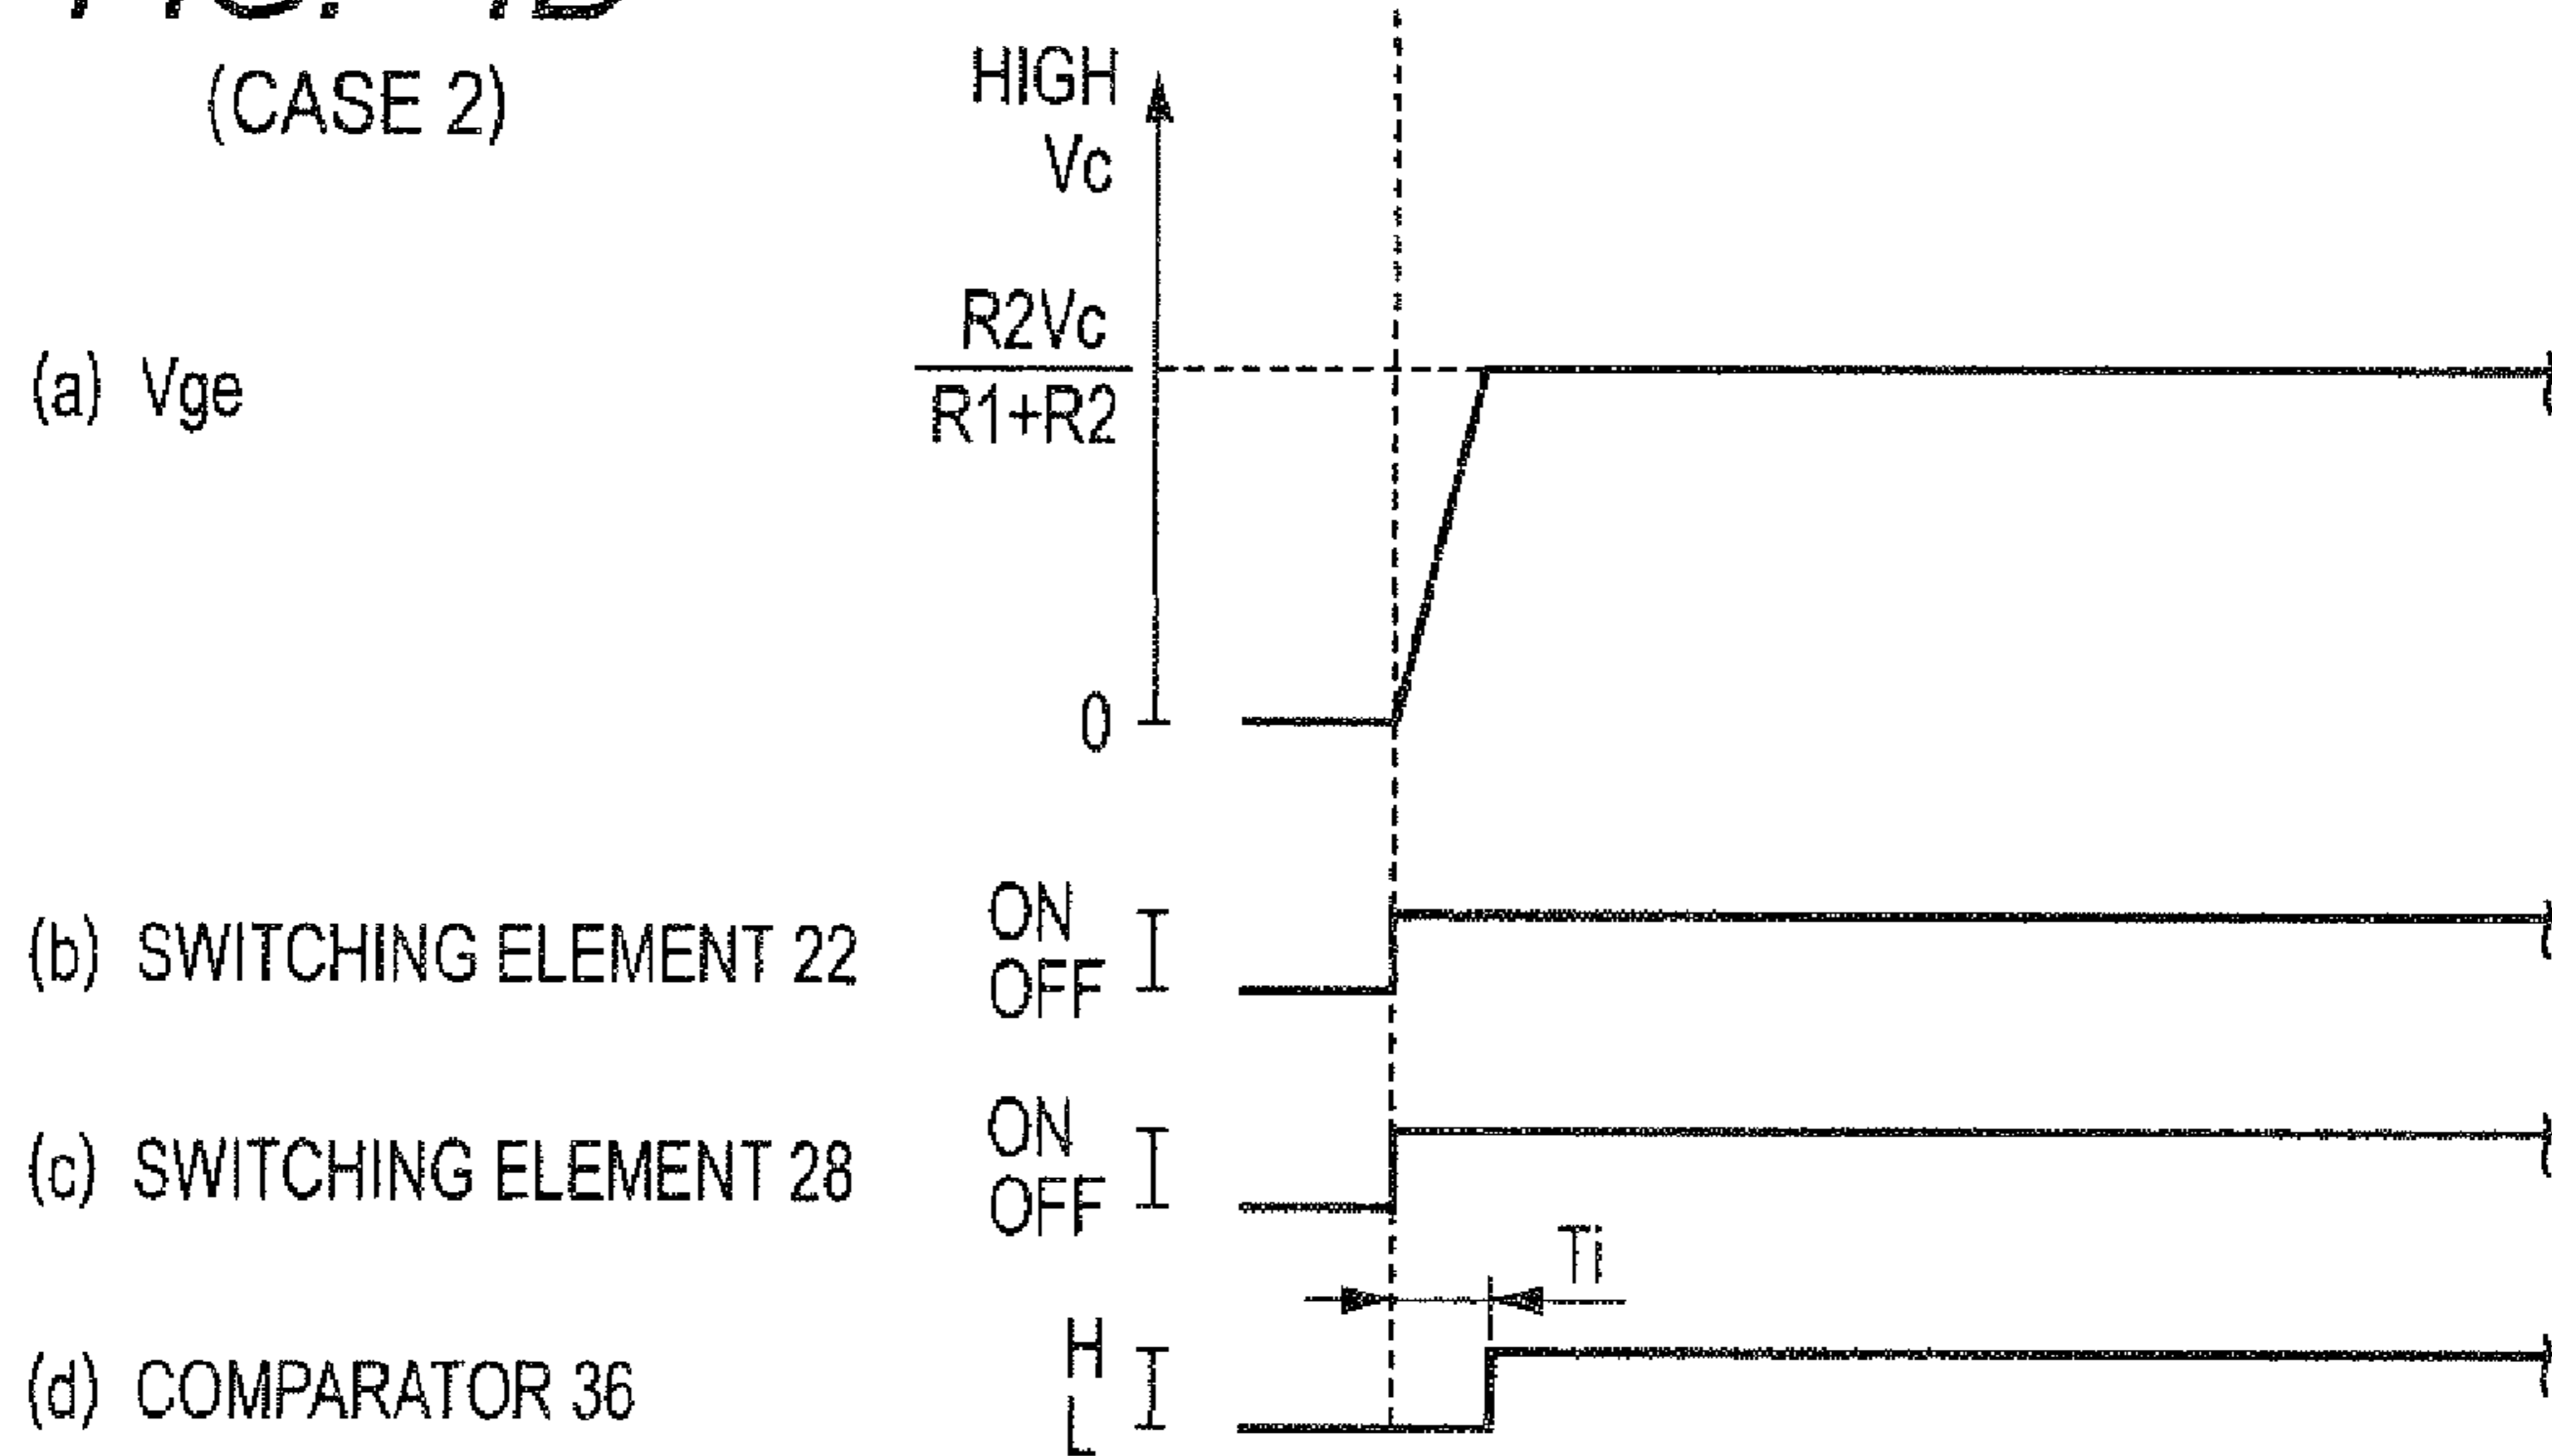 (CASE 2)
HIGH
Vc
R2Vc
R1+R2
(a) Vge
0
(b) SWITCHING ELEMENT 22
ON
OFF
(c) SWITCHING ELEMENT 28
ON
OFF
Ti
(d) COMPARATOR 36
H
L